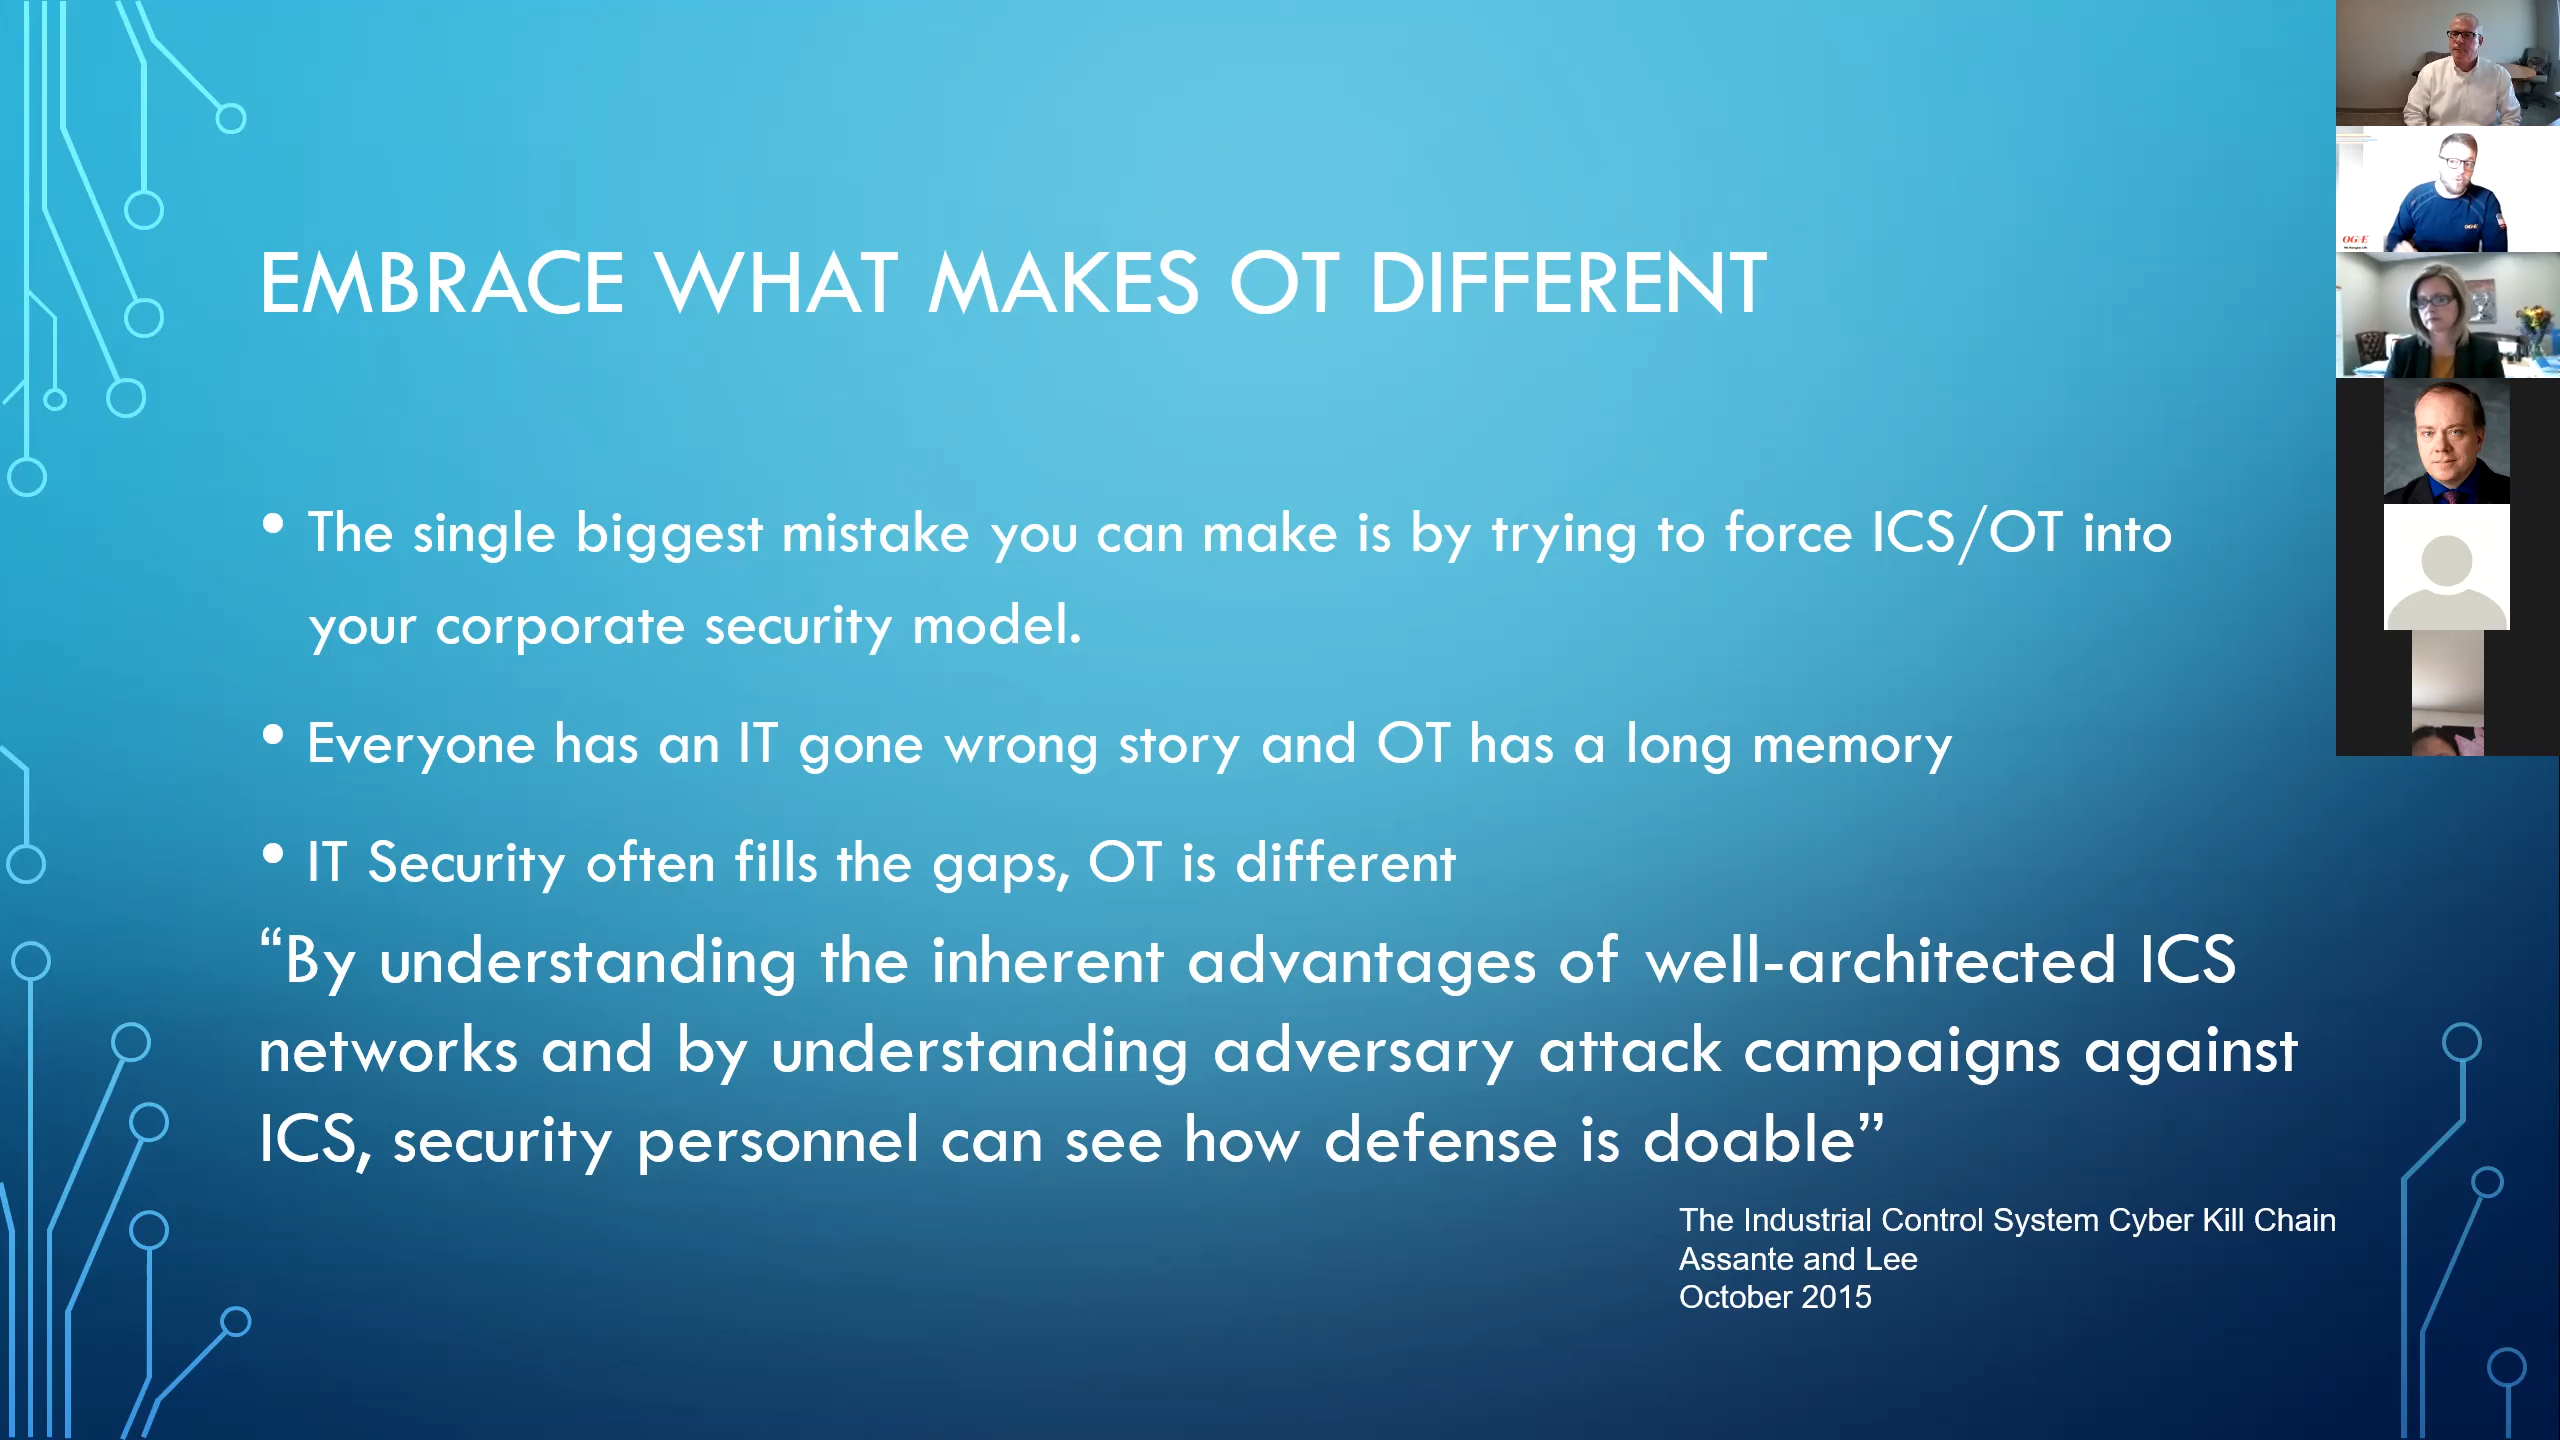 EMBRACE WHAT MAKES OT DIFFERENT
• The single biggest mistake you can make is by trying to force ICS/OT into
your corporate security model.
• Everyone has an IT gone wrong story and OT has a long memory
• IT Security often fills the gaps, OT is different
“By understanding the inherent advantages of well-architected ICS
networks and by understanding adversary attack campaigns against
ICS, security personnel can see how defense is doable”
The Industrial Control System Cyber Kill Chain
Assante and Lee
October 2015
OG&E
OG&E